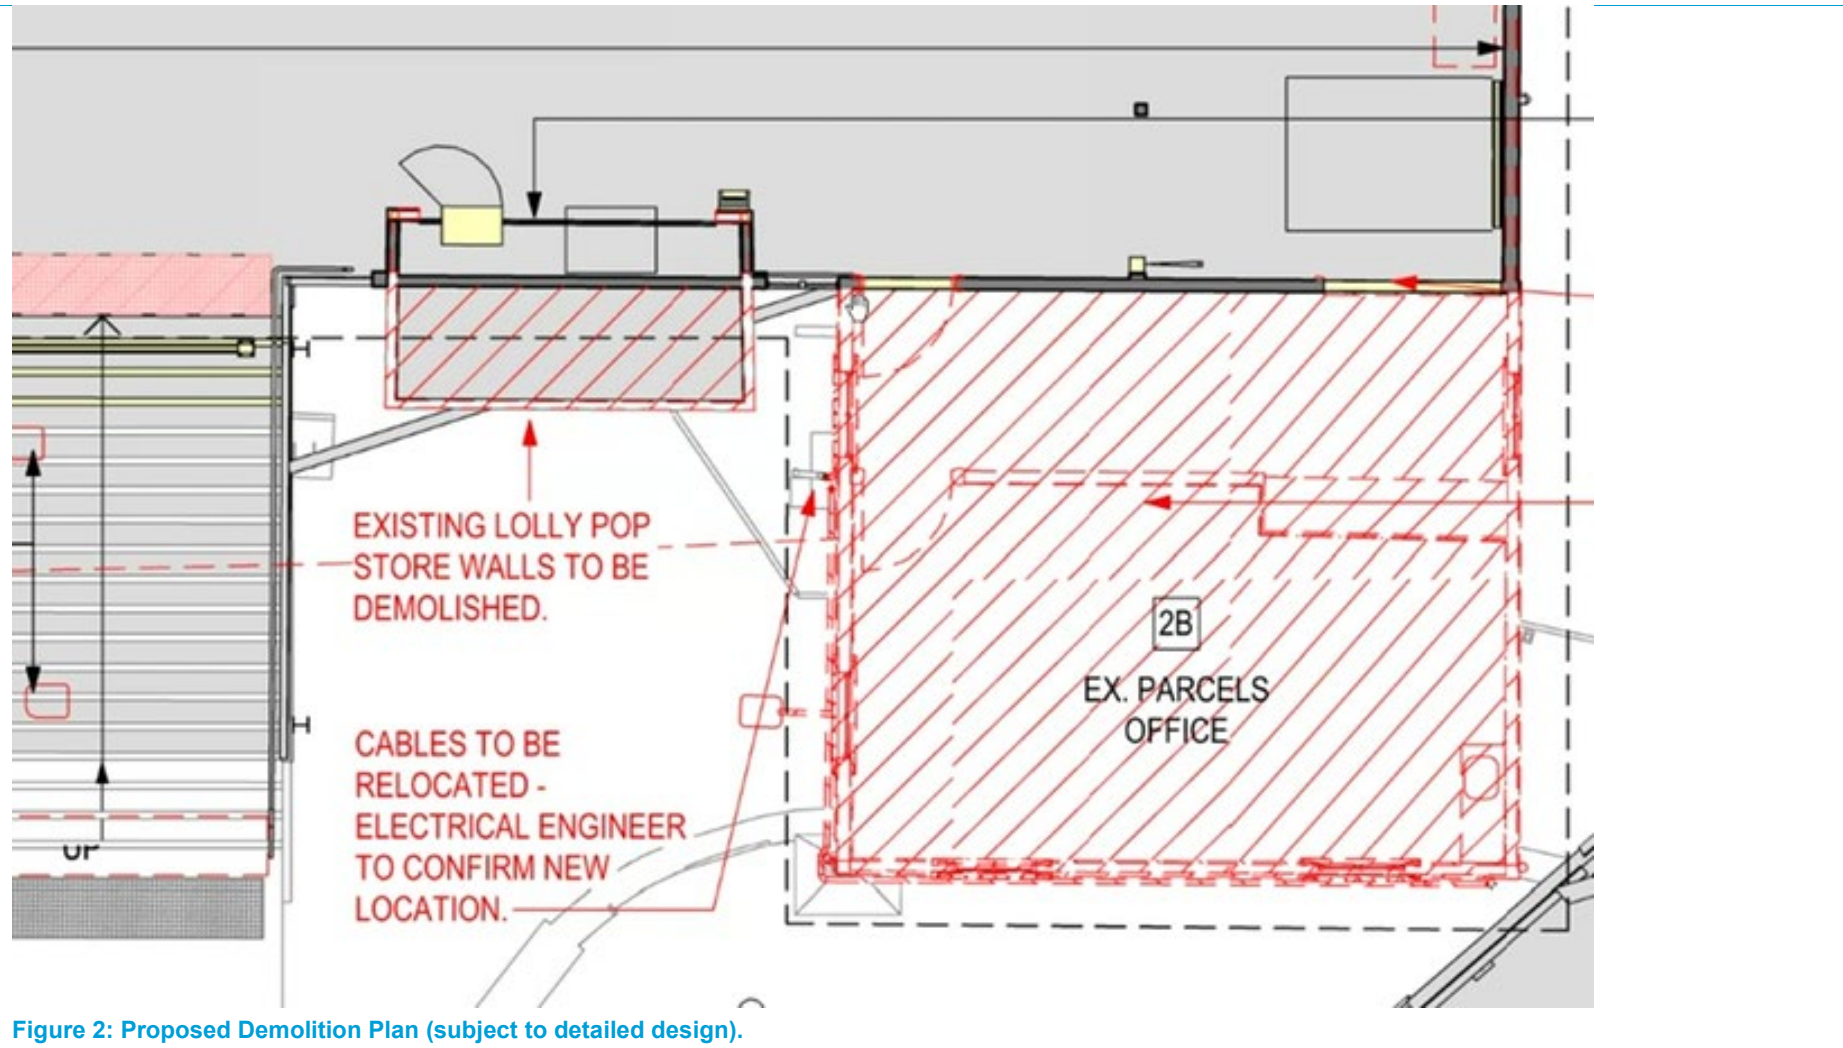 EXISTING LOLLY POP
STORE WALLS TO BE
DEMOLISHED.
2B
EX. PARCELS
OFFICE
CABLES TO BE
RELOCATED -
ELECTRICAL ENGINEER
TO CONFIRM NEW
LOCATION.
UP
Figure 2: Proposed Demolition Plan (subject to detailed design).